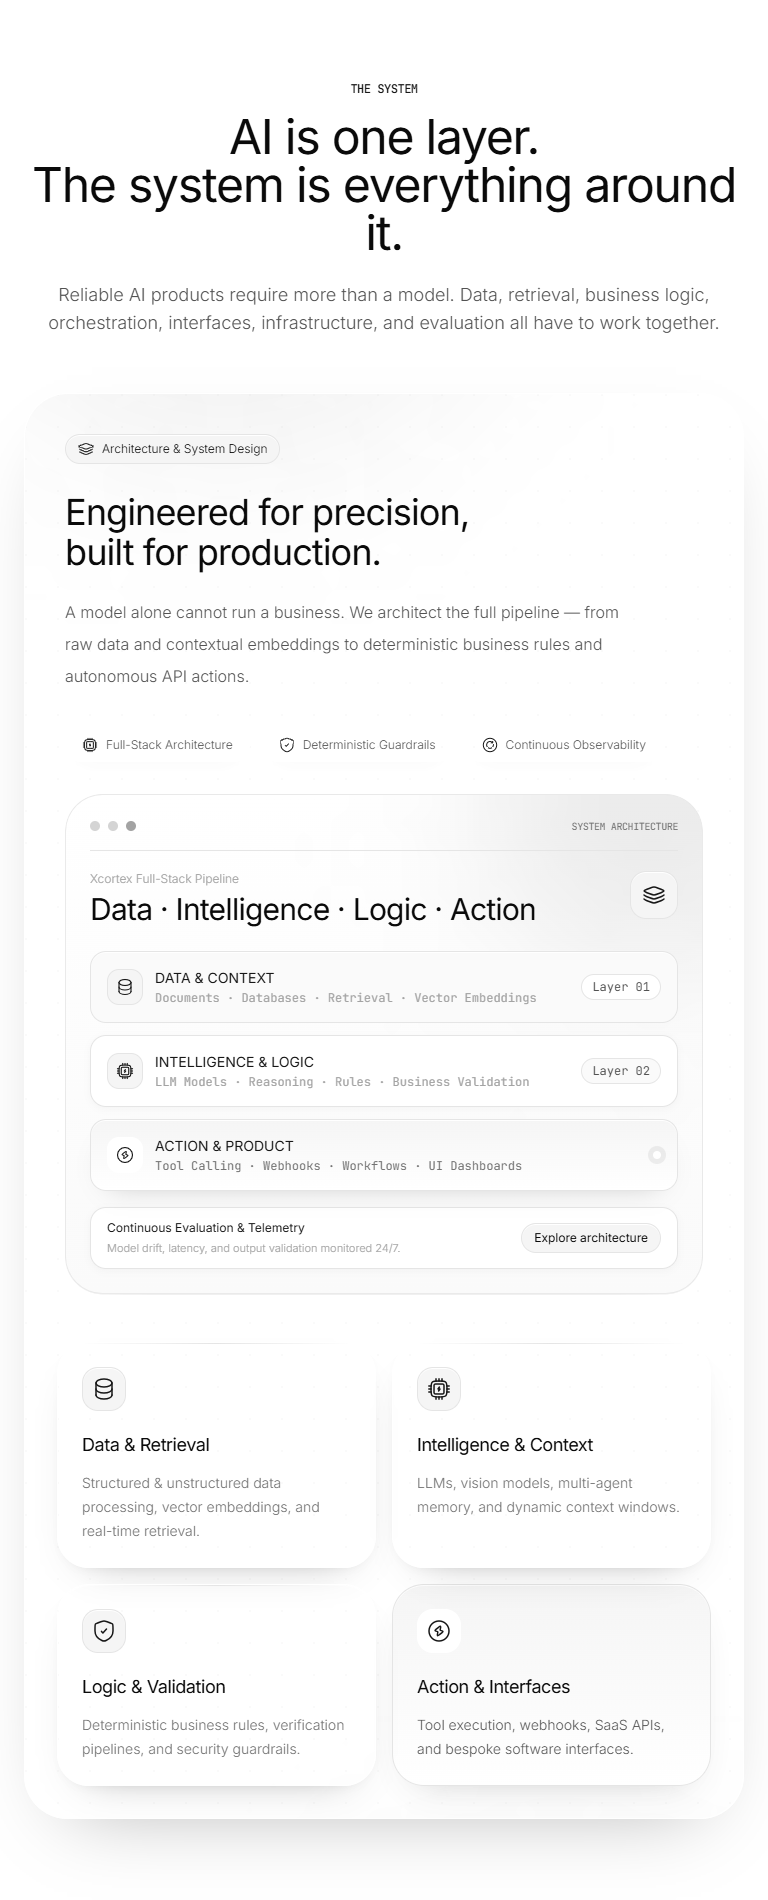 THE SYSTEM
AI is one layer.
The system is everything around
it.
Reliable AI products require more than a model. Data, retrieval, business logic,
orchestration, interfaces, infrastructure, and evaluation all have to work together.
Architecture & System Design
Engineered for precision,
built for production.
A model alone cannot run a business. We architect the full pipeline — from
raw data and contextual embeddings to deterministic business rules and
autonomous API actions.
Full-Stack Architecture
Deterministic Guardrails
Continuous Observability
SYSTEM ARCHITECTURE
Xcortex Full-Stack Pipeline
Data · Intelligence · Logic · Action
DATA & CONTEXT
Documents · Databases · Retrieval · Vector Embeddings
Layer 01
INTELLIGENCE & LOGIC
LLM Models · Reasoning · Rules · Business Validation
Layer 02
ACTION & PRODUCT
Tool Calling · Webhooks · Workflows · UI Dashboards
Continuous Evaluation & Telemetry
Model drift, latency, and output validation monitored 24/7.
Explore architecture
Data & Retrieval
Structured & unstructured data
processing, vector embeddings, and
real-time retrieval.
Intelligence & Context
LLMs, vision models, multi-agent
memory, and dynamic context windows.
Logic & Validation
Deterministic business rules, verification
pipelines, and security guardrails.
Action & Interfaces
Tool execution, webhooks, SaaS APIs,
and bespoke software interfaces.